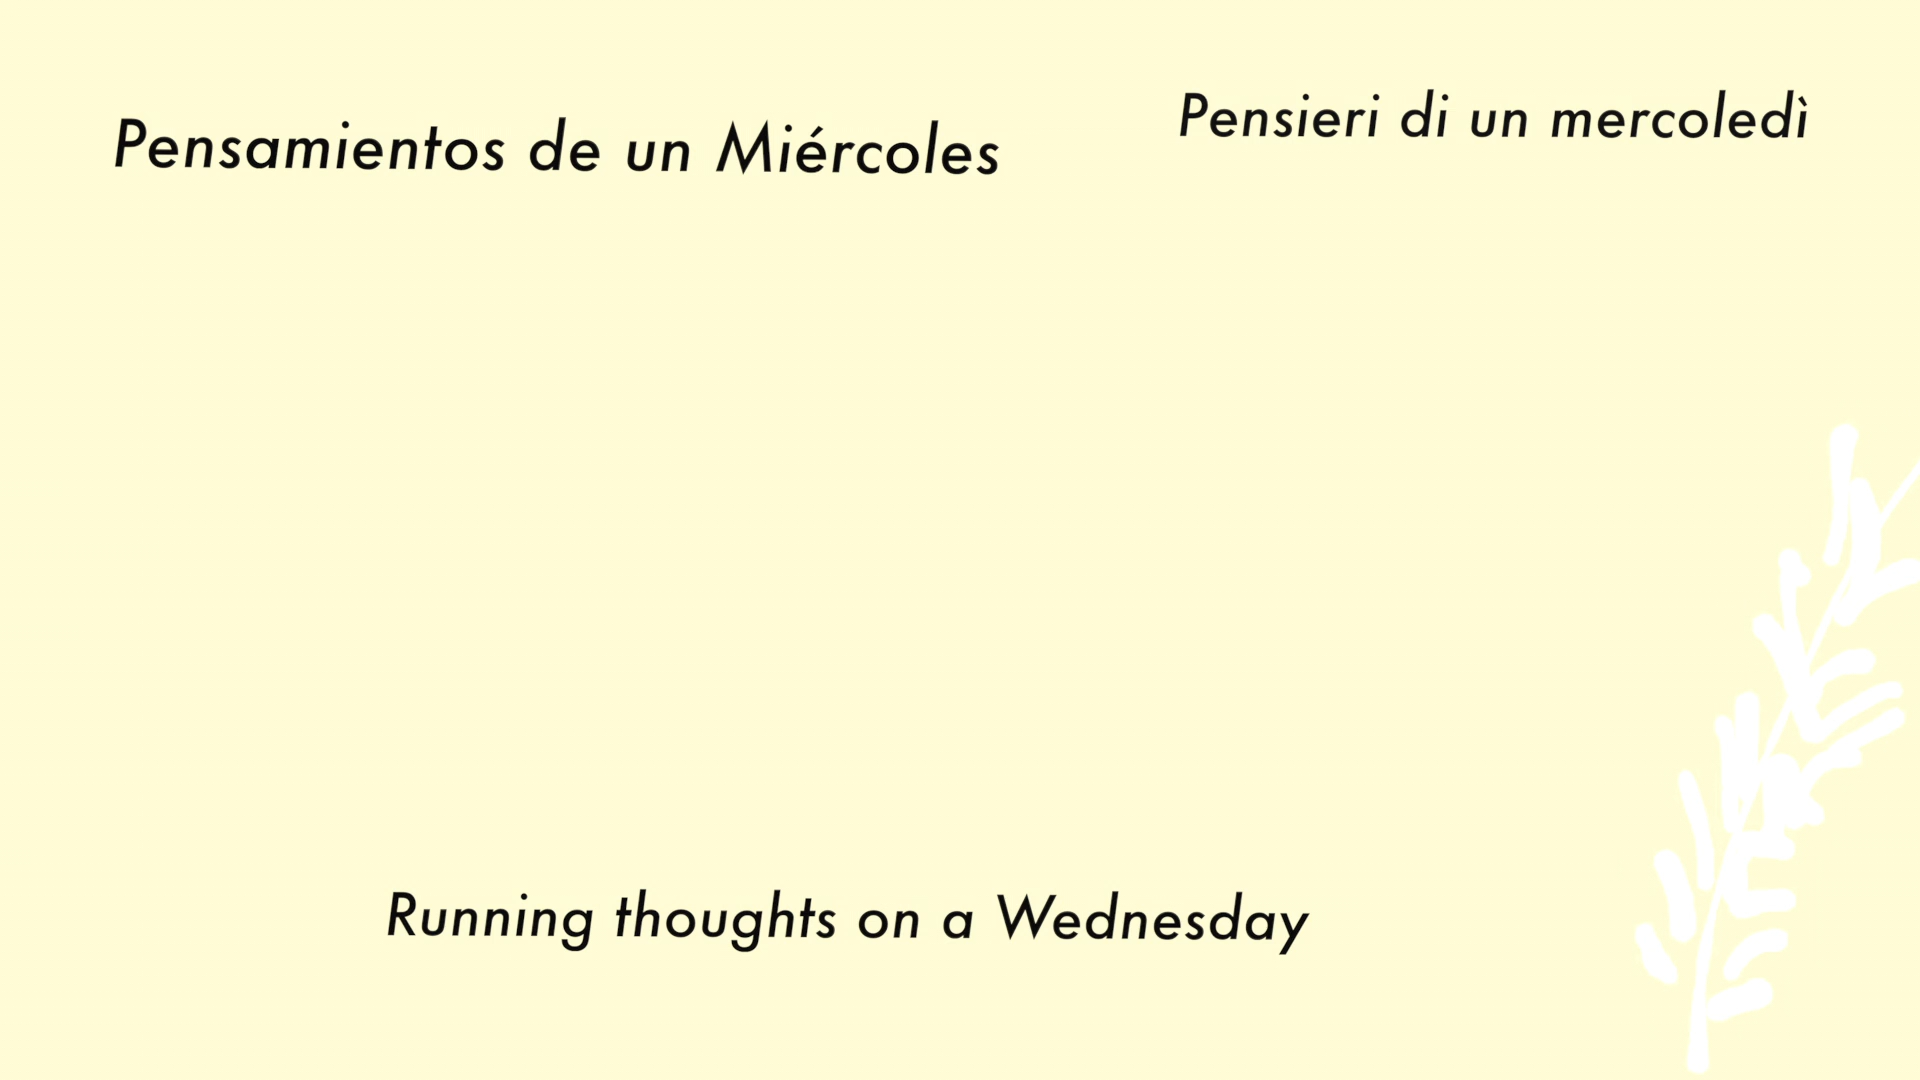 Pensamientos de un Miércoles
Pensieri di un mercoledì
Running thoughts on a Wednesday